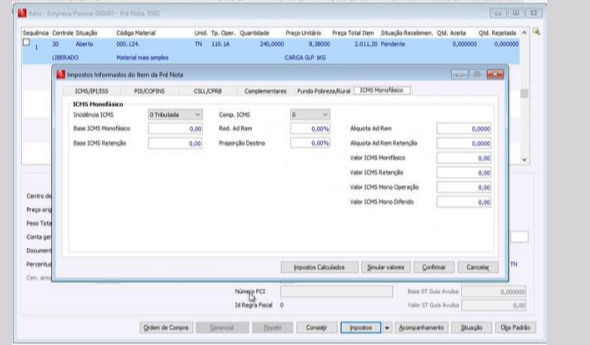 Itens - Empresa/Pessoa: 000003 - Pré Nota: 6592
Sequência Controle Situação Código Material Unid. Tp. Oper. Quantidade Preço Unitário Preço Total Item Situação Recebimen. Qtd. Aceita Qtd. Rejeitada
1 20 Aberto 000.124. TN 110.1A 240,0000 8,38000 2.011,20 Pendente 0,000000 0,000000
LIBERADO Material mais simples CARGA GLP 1KG
Impostos Informados do Item da Pré Nota
ICMS/IPI/ISS PIS/COFINS CSLL/CPRB Complementares Fundo Pobreza/Rural ICMS Monofásico
ICMS Monofásico
Incidência ICMS 0 Tributada Comp. ICMS 0
Base ICMS Monofásico 0,00 Red. Ad Rem 0,00% Aliquota Ad Rem 0,0000
Base ICMS Retenção 0,00 Proporção Destino 0,00% Aliquota Ad Rem Retenção 0,0000
Valor ICMS Monifásico 0,00
Valor ICMS Retenção 0,00
Valor ICMS Mono Operação 0,00
Valor ICMS Mono Diferido 0,00
Centro de
Preço orig
Peso Tota
Conta ger
Document
Percentua
TN
Impostos Calculados Simular valores Confirmar Cancelar
Número FCI Base ST Guia Avulsa 0,000000
Id Regra Fiscal 0 Valor ST Guia Avulsa 0,00
Ordem de Compra Gerencial Repetir Consistir Impostos Acompanhamento Situação Obs Padrão